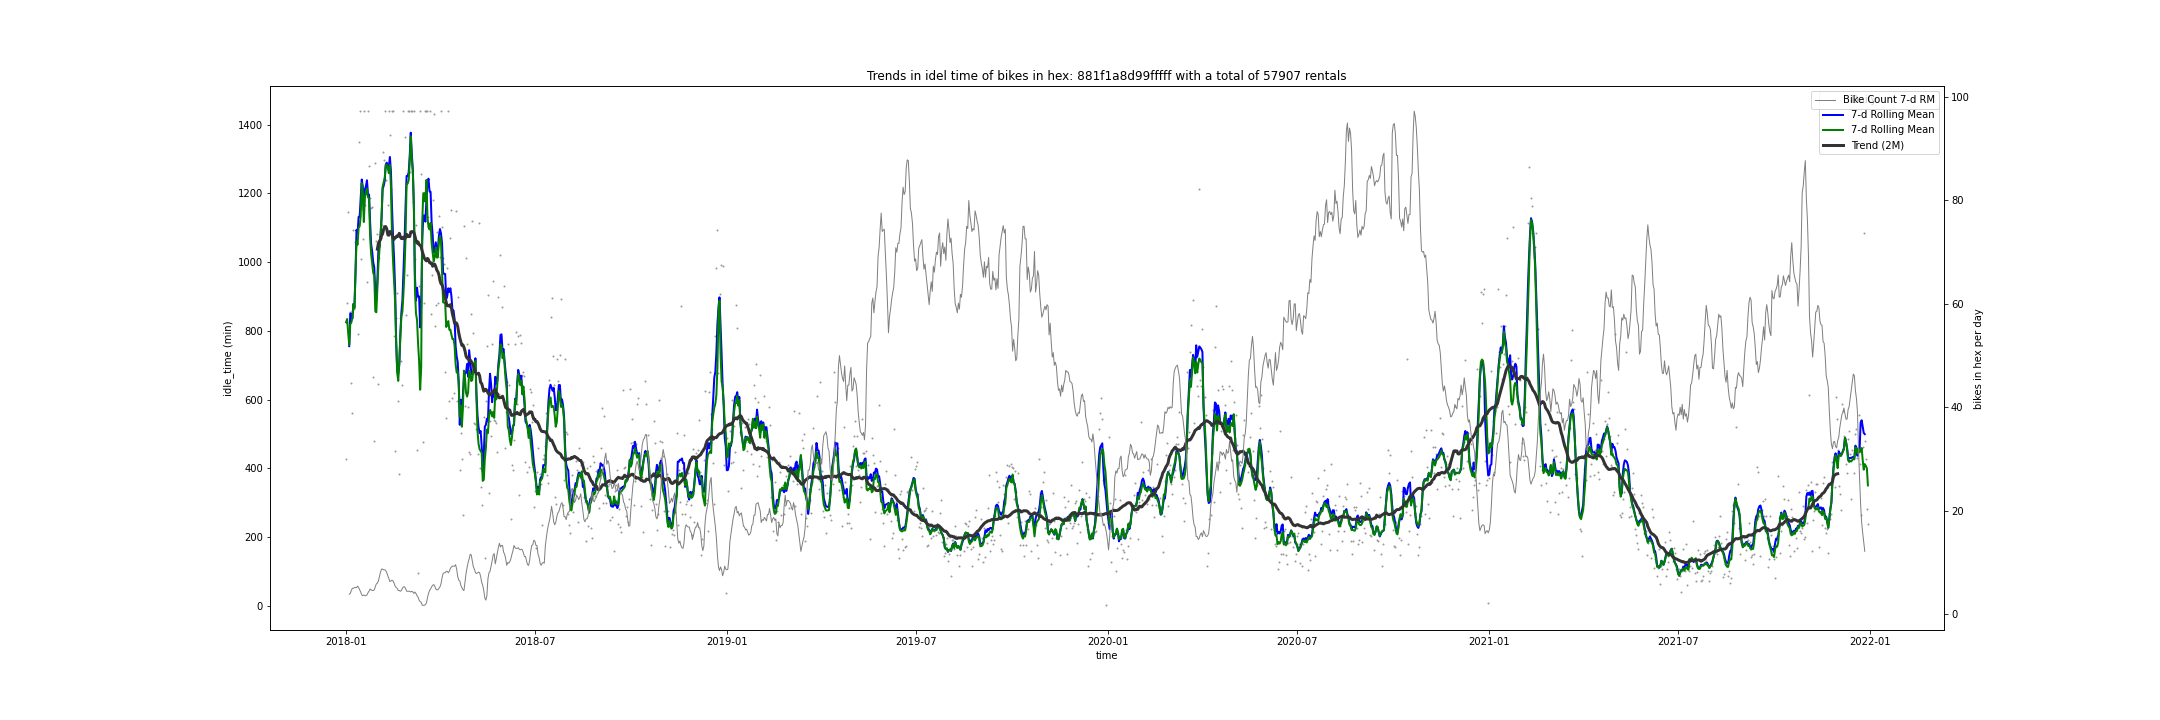 Trends in idel time of bikes in hex: 881f1a8d99fffff with a total of 57907 rentals
Bike Count 7-d RM
7-d Rolling Mean
7-d Rolling Mean
Trend (2M)
idle_time (min)
1400
1200
1000
800
600
400
200
0
100
80
60
40
20
0
bikes in hex per day
2018-01
2018-07
2019-01
2019-07
2020-01
2020-07
2021-01
2021-07
2022-01
time